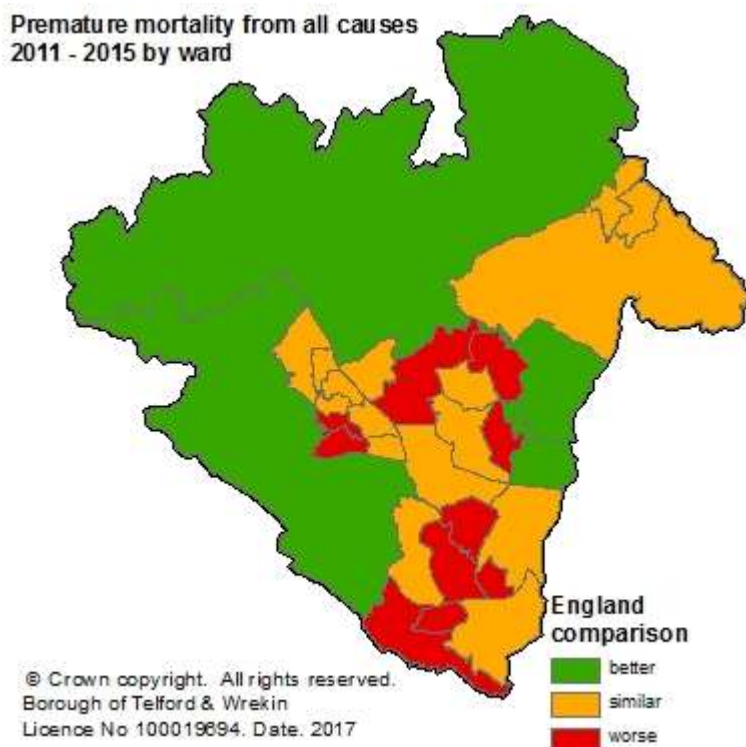 Premature mortality from all causes
2011 - 2015 by ward
England
comparison
better
similar
worse
© Crown copyright. All rights reserved.
Borough of Telford & Wrekin
Licence No 100019694. Date. 2017